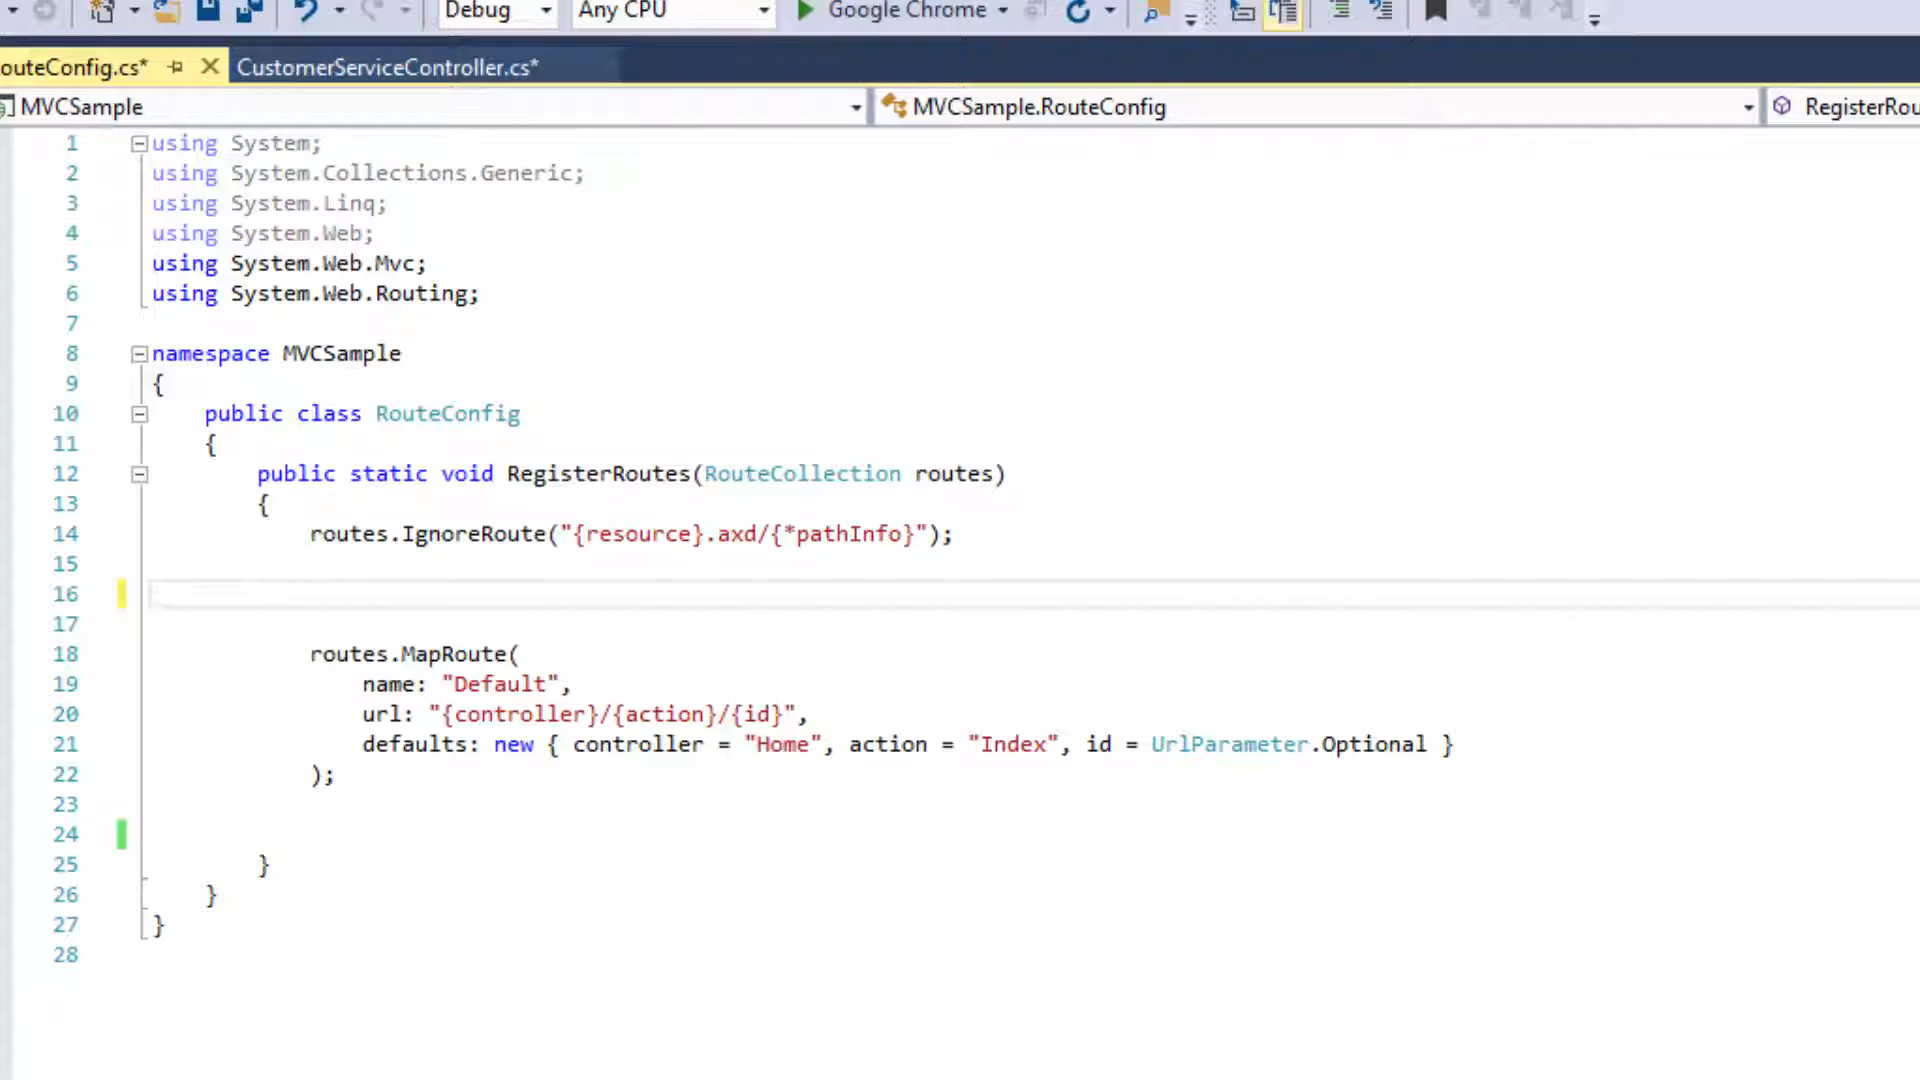 Debug Any CPU Google Chrome
outeConfig.cs* CustomerServiceController.cs*
MVCSample MVCSample.RouteConfig RegisterRou
1 using System;
2 using System.Collections.Generic;
3 using System.Linq;
4 using System.Web;
5 using System.Web.Mvc;
6 using System.Web.Routing;
7
8 namespace MVCSample
9 {
10 public class RouteConfig
11 {
12 public static void RegisterRoutes(RouteCollection routes)
13 {
14 routes.IgnoreRoute("{resource}.axd/{*pathInfo}");
15
16
17
18 routes.MapRoute(
19 name: "Default",
20 url: "{controller}/{action}/{id}",
21 defaults: new { controller = "Home", action = "Index", id = UrlParameter.Optional }
22 );
23
24
25 }
26 }
27 }
28